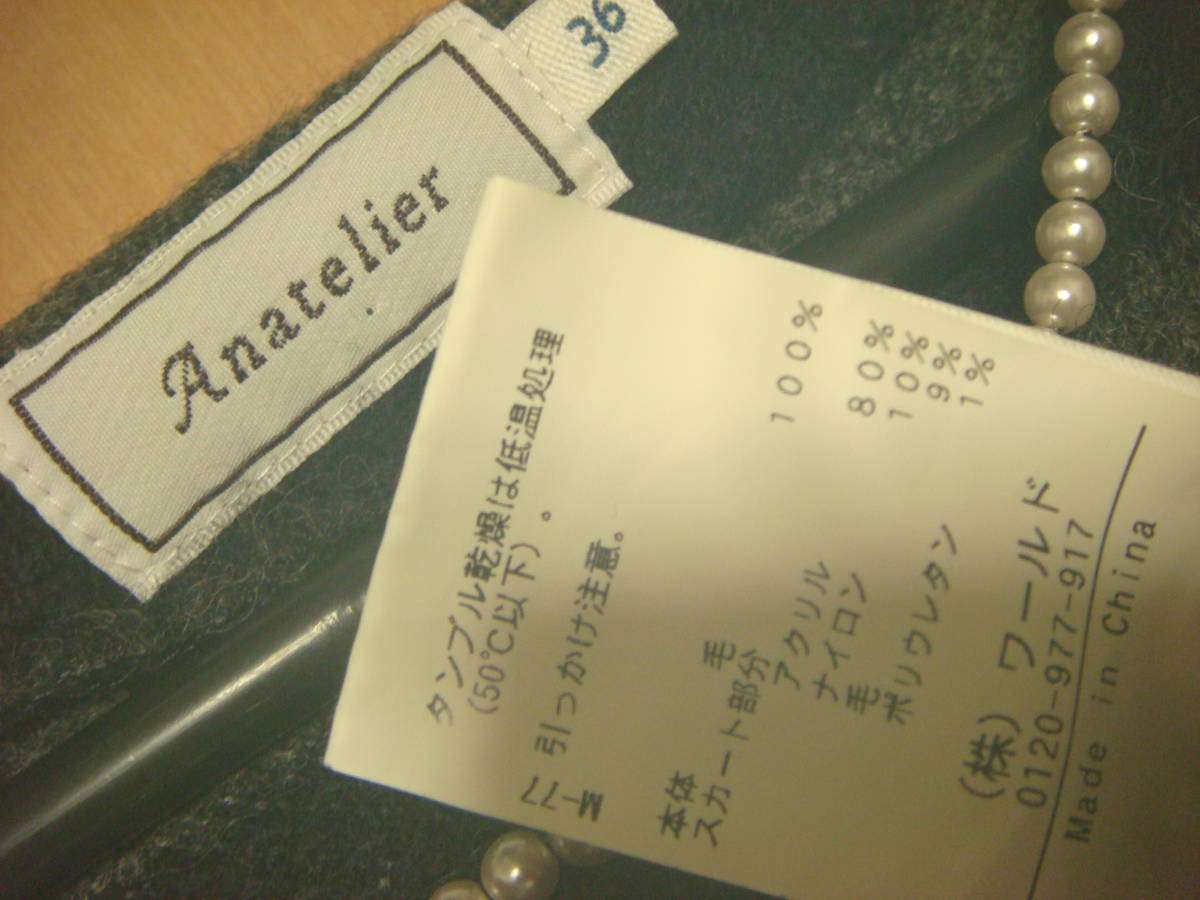 36
Anatelier
タンブル乾燥は低温処理
(50℃以下)。
引っかけ注意。
本体 毛 100%
スカート部分
アクリル 80%
ナイロン 10%
毛 9%
ポリウレタン 1%
(株) ワールド
0120-977-917
Made in China